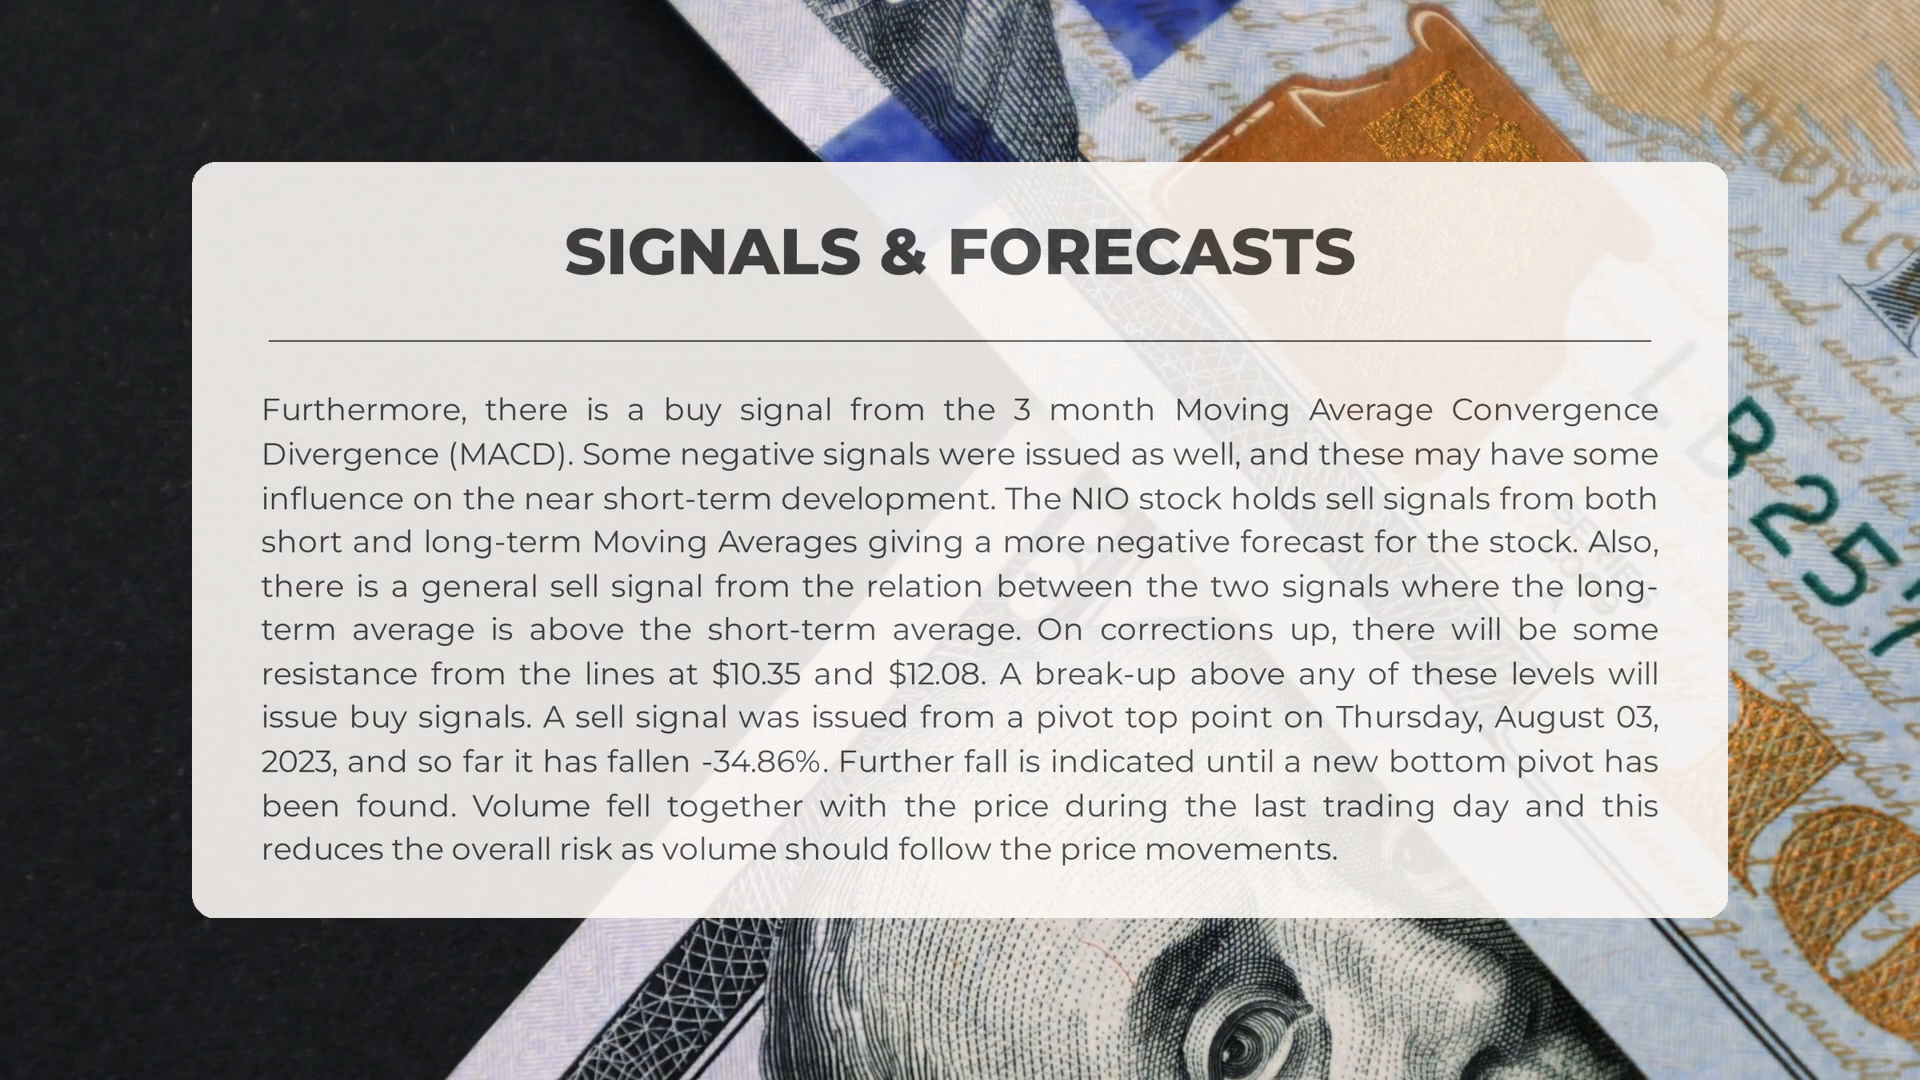 SIGNALS & FORECASTS
Furthermore, there is a buy signal from the 3 month Moving Average Convergence
Divergence (MACD). Some negative signals were issued as well, and these may have some
influence on the near short-term development. The NIO stock holds sell signals from both
short and long-term Moving Averages giving a more negative forecast for the stock. Also,
there is a general sell signal from the relation between the two signals where the long-
term average is above the short-term average. On corrections up, there will be some
resistance from the lines at $10.35 and $12.08. A break-up above any of these levels will
issue buy signals. A sell signal was issued from a pivot top point on Thursday, August 03,
2023, and so far it has fallen -34.86%. Further fall is indicated until a new bottom pivot has
been found. Volume fell together with the price during the last trading day and this
reduces the overall risk as volume should follow the price movements.